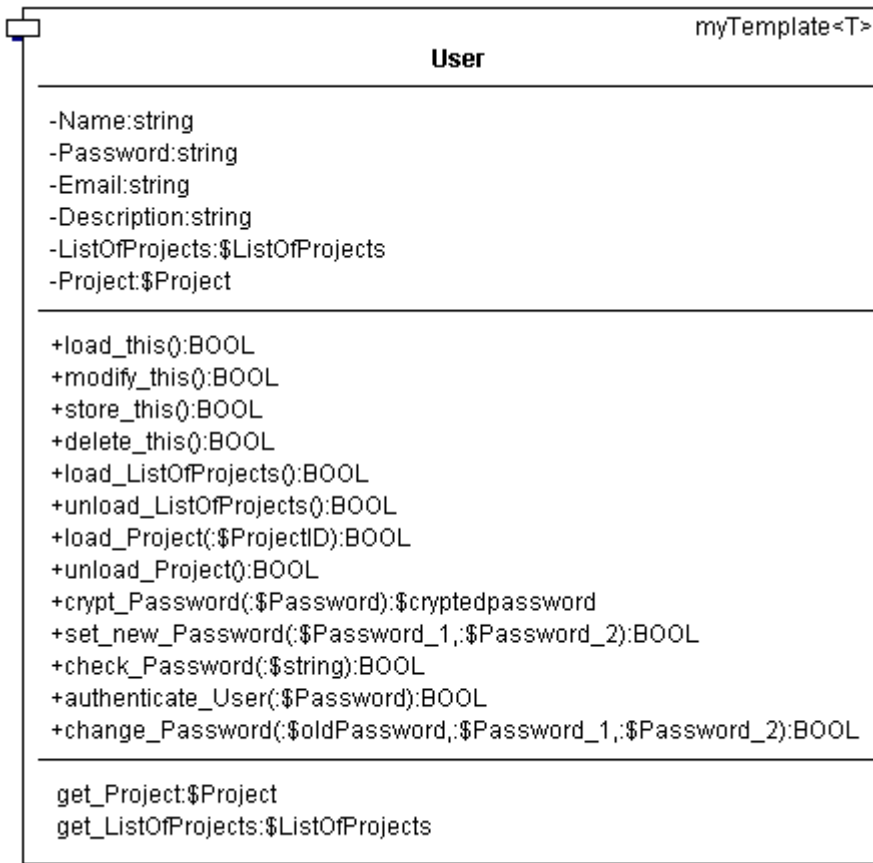 myTemplate<T>
User
-Name:string
-Password:string
-Email:string
-Description:string
-ListOfProjects:$ListOfProjects
-Project:$Project
+load_this():BOOL
+modify_this():BOOL
+store_this():BOOL
+delete_this():BOOL
+load_ListOfProjects():BOOL
+unload_ListOfProjects():BOOL
+load_Project(:$ProjectID):BOOL
+unload_Project():BOOL
+crypt_Password(:$Password):$cryptedpassword
+set_new_Password(:$Password_1,:$Password_2):BOOL
+check_Password(:$string):BOOL
+authenticate_User(:$Password):BOOL
+change_Password(:$oldPassword,:$Password_1,:$Password_2):BOOL
get_Project:$Project
get_ListOfProjects:$ListOfProjects